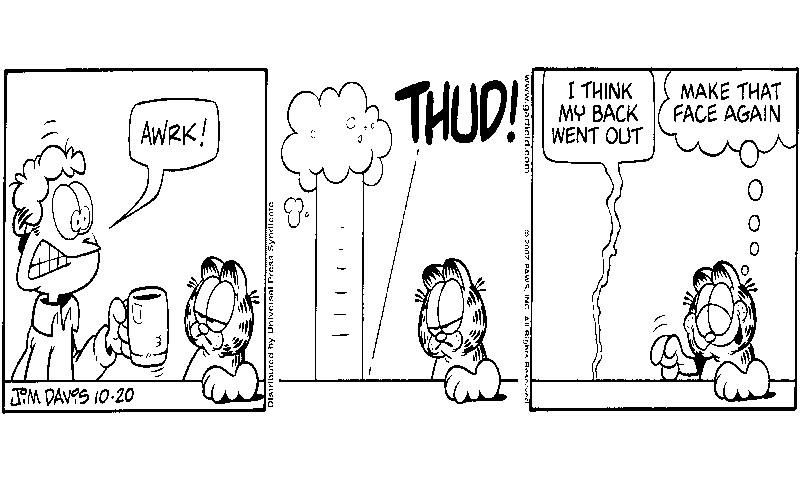 AWRK!
JIM DAVIS 10-20
Distributed by Universal Press Syndicate
THUD!
www.garfield.com
© 2007 PAWS, INC. All Rights Reserved.
I THINK
MY BACK
WENT OUT
MAKE THAT
FACE AGAIN